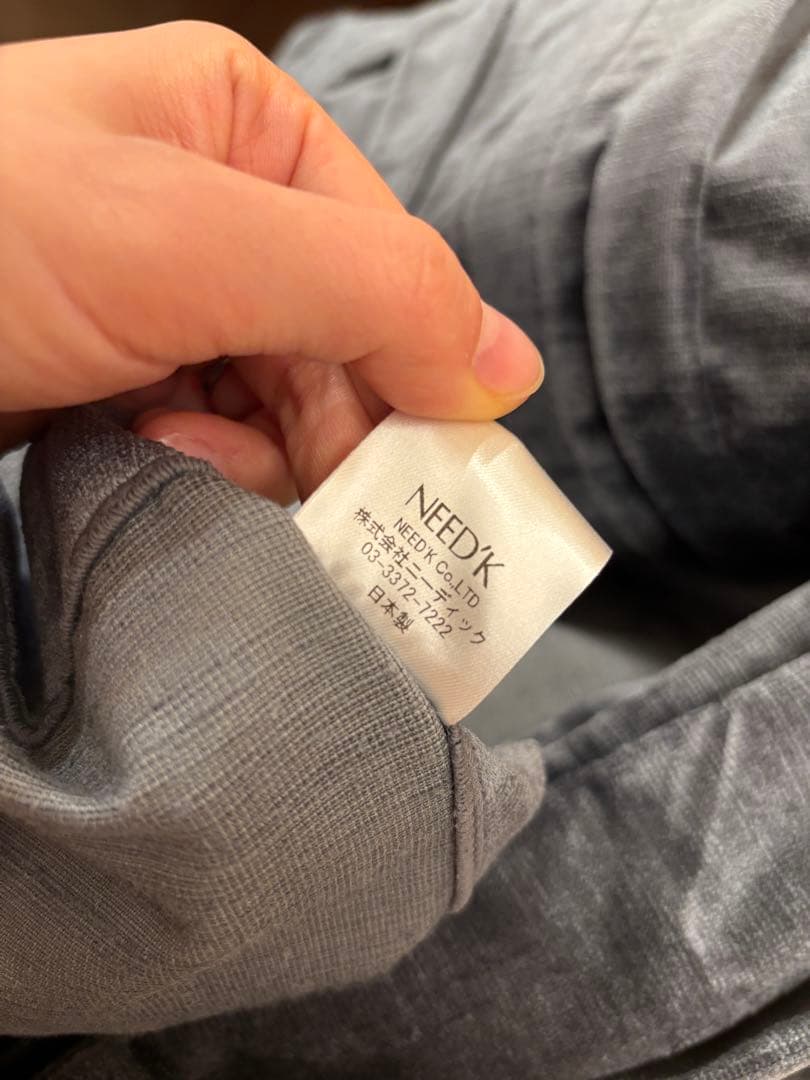 NEED'K
NEED'K Co.,LTD
株式会社ニーディック
03-3372-7222
日本製